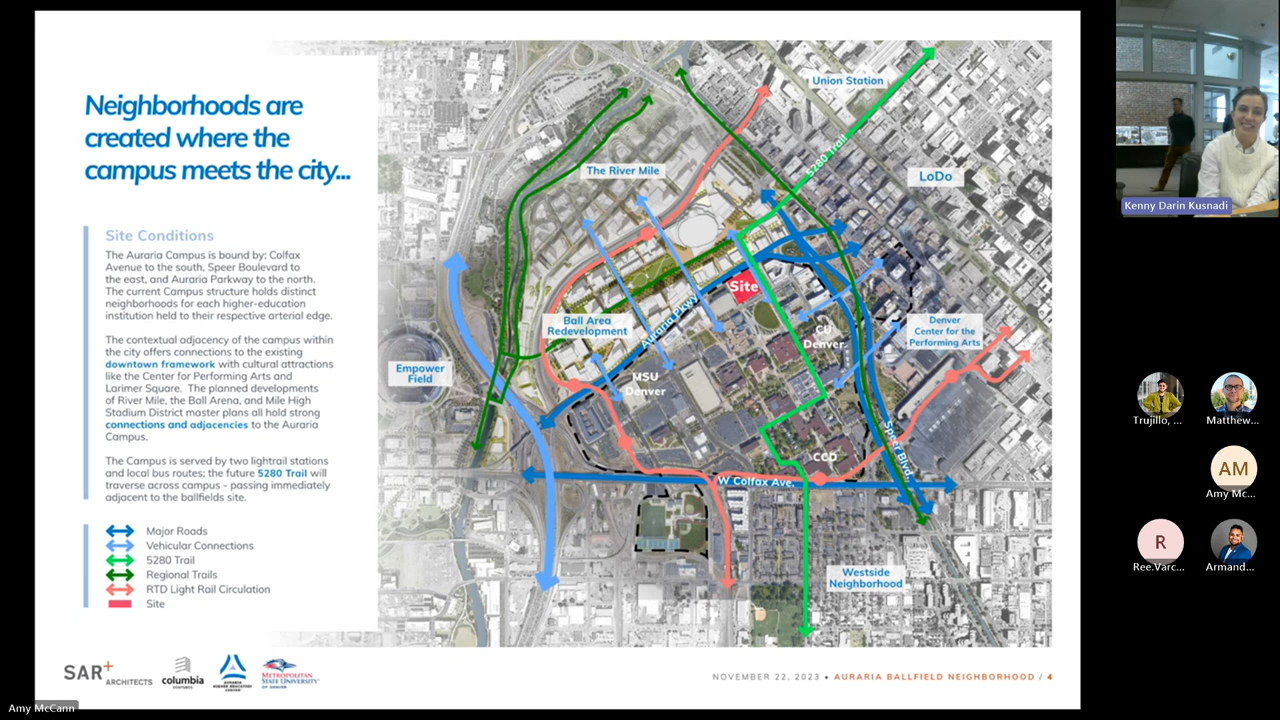 Neighborhoods are
created where the
campus meets the city...
Site Conditions
The Auraria Campus is bound by: Colfax
Avenue to the south, Speer Boulevard to
the east, and Auraria Parkway to the north.
The current Campus structure holds distinct
neighborhoods for each higher-education
institution held to their respective arterial edge.
The contextual adjacency of the campus within
the city offers connections to the existing
downtown framework with cultural attractions
like the Center for Performing Arts and
Larimer Square. The planned developments
of River Mile, the Ball Arena, and Mile High
Stadium District master plans all hold strong
connections and adjacencies to the Auraria
Campus.
The Campus is served by two lightrail stations
and local bus routes; the future 5280 Trail will
traverse across campus - passing immediately
adjacent to the ballfields site.
Major Roads
Vehicular Connections
5280 Trail
Regional Trails
RTD Light Rail Circulation
Site
Union Station
5280 Trail
The River Mile
LoDo
Site
Auraria Pkwy.
Ball Area
Redevelopment
CU
Denver
Denver
Center for the
Performing Arts
Empower
Field
MSU
Denver
Speer Blvd.
CCD
W Colfax Ave.
Westside
Neighborhood
SAR+
ARCHITECTS
columbia
VENTURES
AURARIA
HIGHER EDUCATION
CENTER
METROPOLITAN
STATE UNIVERSITY
OF DENVER
NOVEMBER 22, 2023 • AURARIA BALLFIELD NEIGHBORHOOD / 4
Amy McCann
Kenny Darin Kusnadi
Trujillo, ...
Matthew...
AM
Amy Mc...
R
Ree.Varc...
Armand...